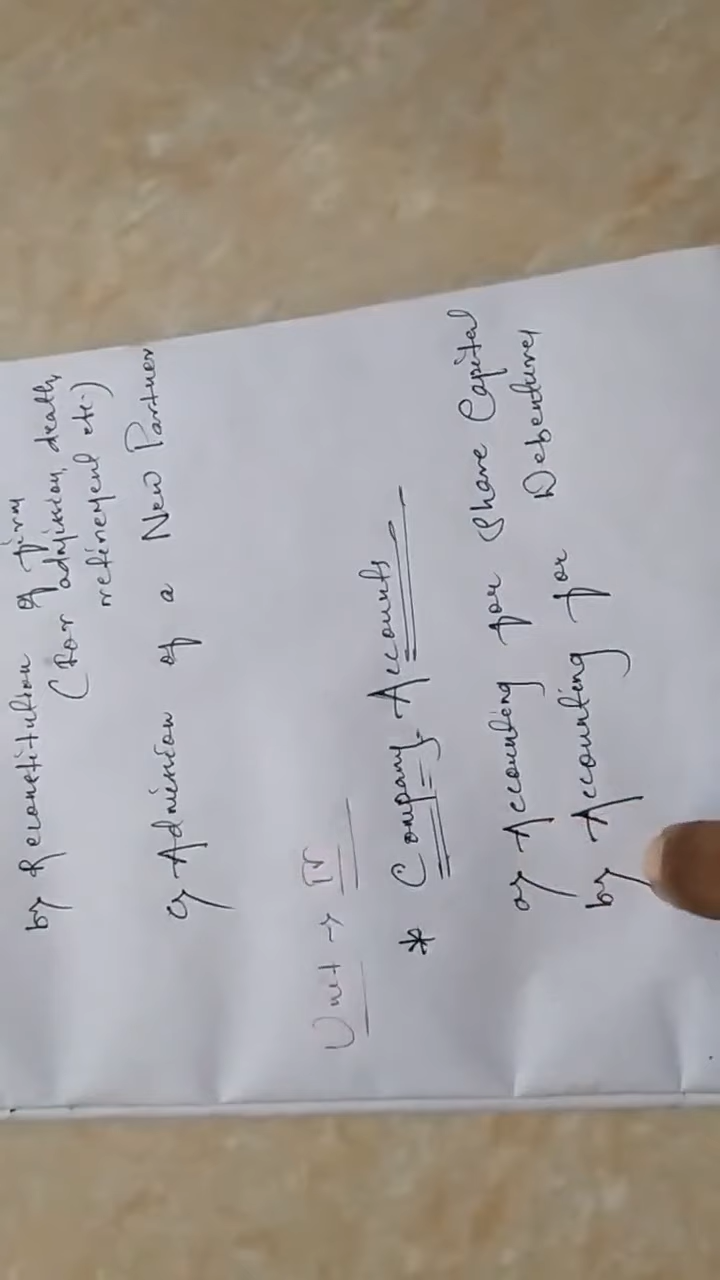 b) Reconstitution of firm
(For admission, death,
retirement etc.)
c) Admission of a New Partner
Unit → IV
* Company Accounts
a) Accounting for Share Capital
b) Accounting for Debentures